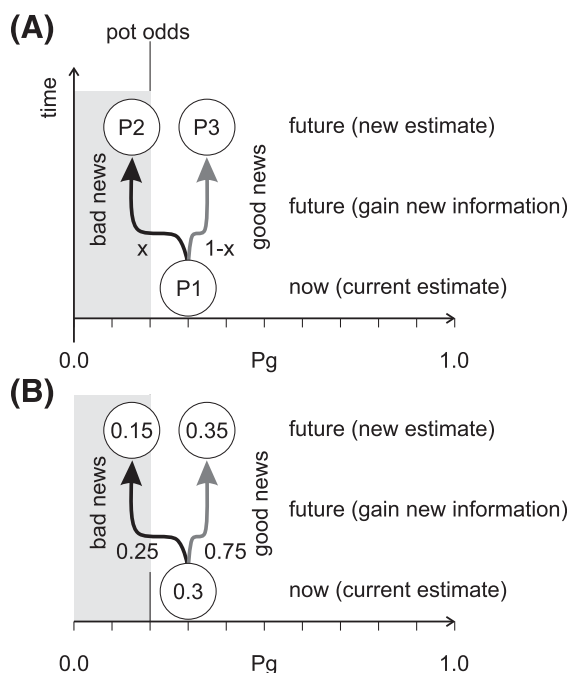 (A)
pot odds
time
P2
P3
future (new estimate)
bad news
good news
future (gain new information)
x
1-x
P1
now (current estimate)
0.0
Pg
1.0
(B)
0.15
0.35
future (new estimate)
bad news
good news
future (gain new information)
0.25
0.75
0.3
now (current estimate)
0.0
Pg
1.0